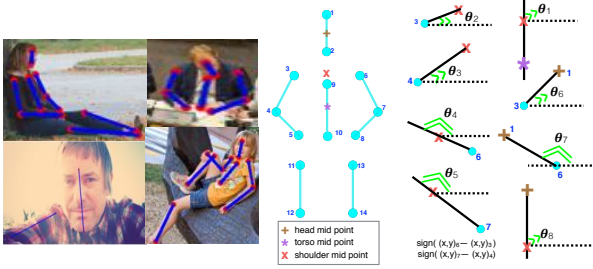 1
2
3
4
5
6
7
8
9
10
11
12
13
14
+ head mid point
* torso mid point
X shoulder mid point
3
θ₂
θ₁
4
θ₃
1
3
θ₆
θ₄
6
1
θ₇
6
θ₅
7
sign( (x,y)₆− (x,y)₃)
sign( (x,y)₇− (x,y)₄)
θ₈